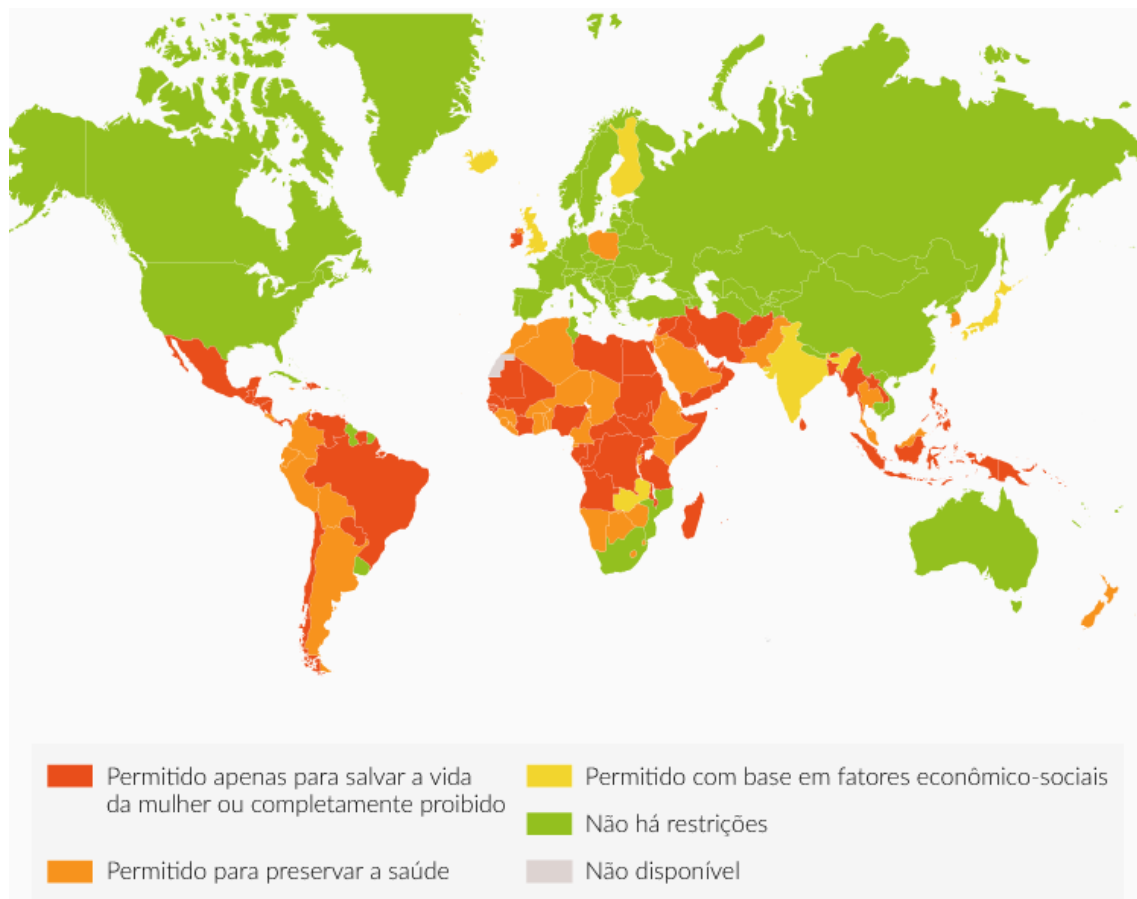 Permitido apenas para salvar a vida
da mulher ou completamente proibido
Permitido para preservar a saúde
Permitido com base em fatores econômico-sociais
Não há restrições
Não disponível